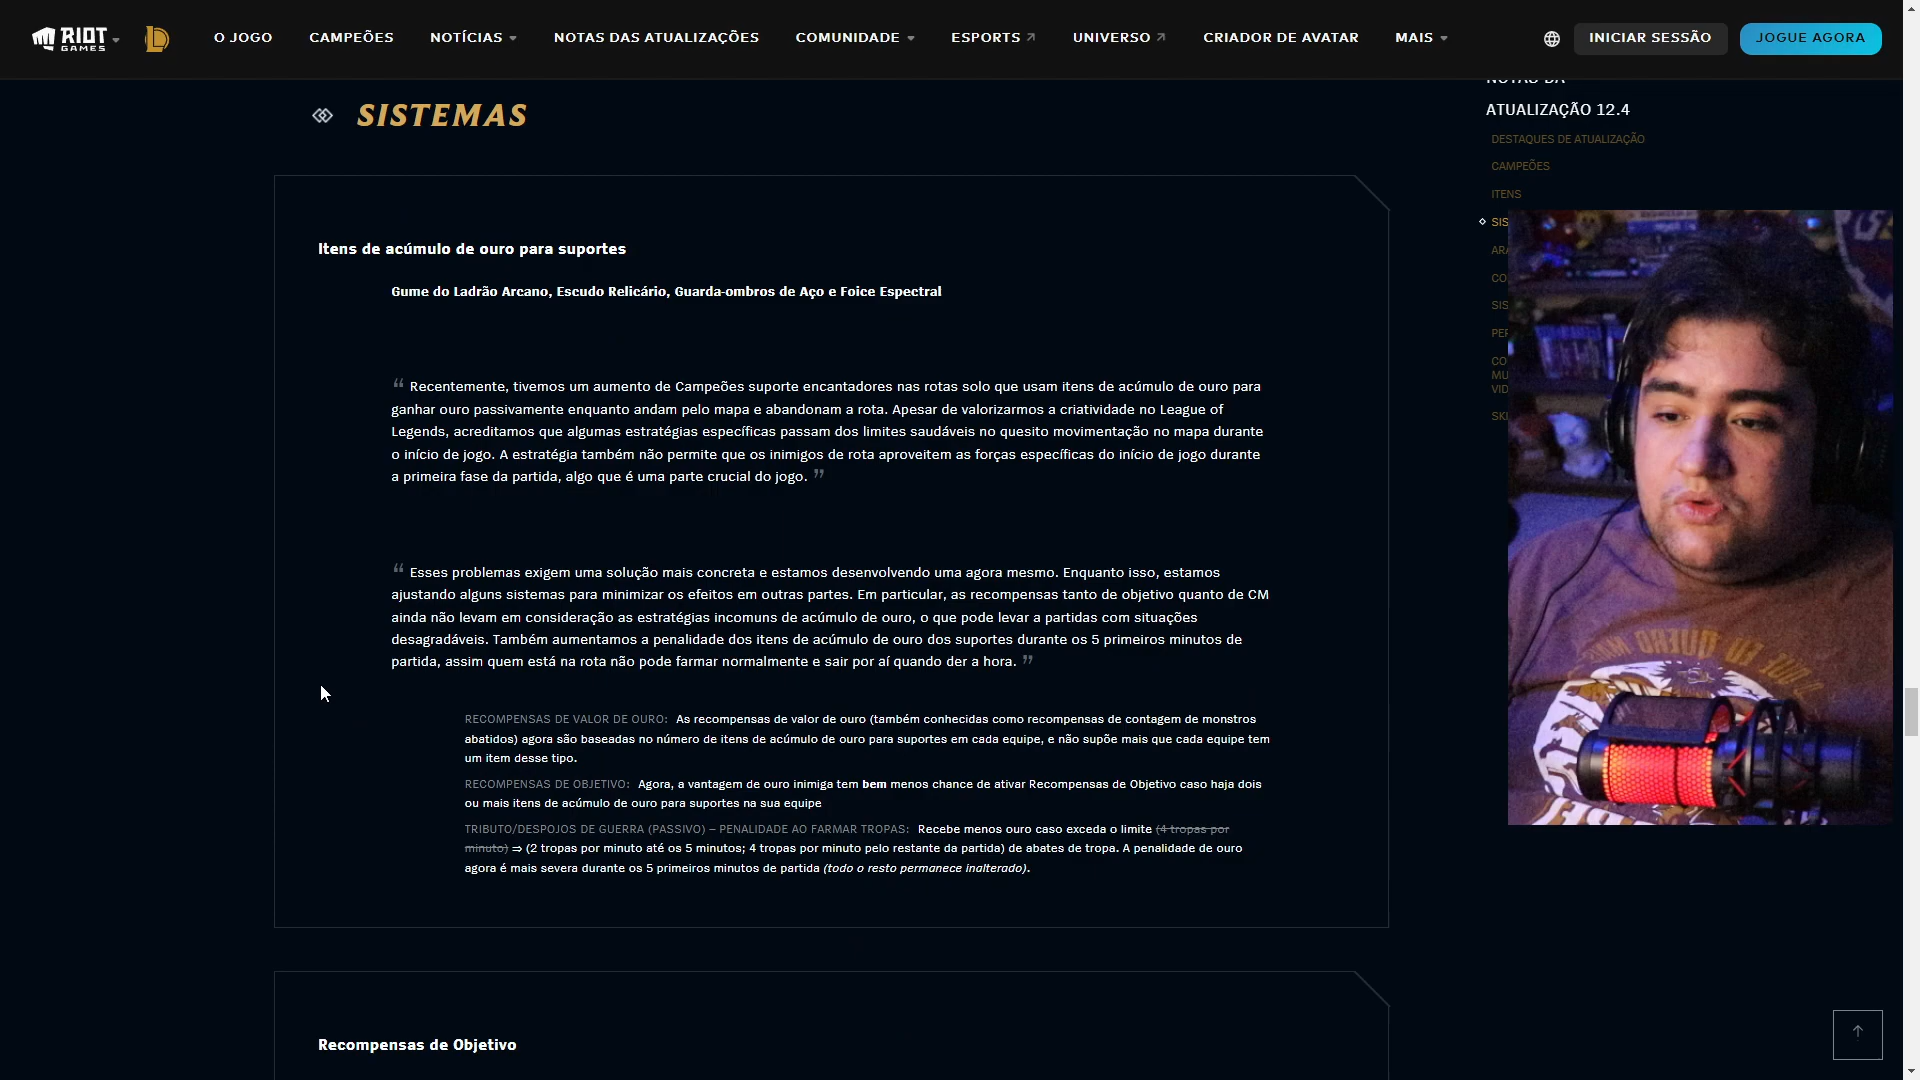 RIOT GAMES
O JOGO CAMPEÕES NOTÍCIAS NOTAS DAS ATUALIZAÇÕES COMUNIDADE ESPORTS UNIVERSO CRIADOR DE AVATAR MAIS INICIAR SESSÃO JOGUE AGORA
SISTEMAS
Itens de acúmulo de ouro para suportes
Gume do Ladrão Arcano, Escudo Relicário, Guarda-ombros de Aço e Foice Espectral
“ Recentemente, tivemos um aumento de Campeões suporte encantadores nas rotas solo que usam itens de acúmulo de ouro para
ganhar ouro passivamente enquanto andam pelo mapa e abandonam a rota. Apesar de valorizarmos a criatividade no League of
Legends, acreditamos que algumas estratégias específicas passam dos limites saudáveis no quesito movimentação no mapa durante
o início de jogo. A estratégia também não permite que os inimigos de rota aproveitem as forças específicas do início de jogo durante
a primeira fase da partida, algo que é uma parte crucial do jogo. ”
“ Esses problemas exigem uma solução mais concreta e estamos desenvolvendo uma agora mesmo. Enquanto isso, estamos
ajustando alguns sistemas para minimizar os efeitos em outras partes. Em particular, as recompensas tanto de objetivo quanto de CM
ainda não levam em consideração as estratégias incomuns de acúmulo de ouro, o que pode levar a partidas com situações
desagradáveis. Também aumentamos a penalidade dos itens de acúmulo de ouro dos suportes durante os 5 primeiros minutos de
partida, assim quem está na rota não pode farmar normalmente e sair por aí quando der a hora. ”
RECOMPENSAS DE VALOR DE OURO: As recompensas de valor de ouro (também conhecidas como recompensas de contagem de monstros
abatidos) agora são baseadas no número de itens de acúmulo de ouro para suportes em cada equipe, e não supõe mais que cada equipe tem
um item desse tipo.
RECOMPENSAS DE OBJETIVO: Agora, a vantagem de ouro inimiga tem bem menos chance de ativar Recompensas de Objetivo caso haja dois
ou mais itens de acúmulo de ouro para suportes na sua equipe
TRIBUTO/DESPOJOS DE GUERRA (PASSIVO) – PENALIDADE AO FARMAR TROPAS: Recebe menos ouro caso exceda o limite (4 tropas por
minuto) ⇒ (2 tropas por minuto até os 5 minutos; 4 tropas por minuto pelo restante da partida) de abates de tropa. A penalidade de ouro
agora é mais severa durante os 5 primeiros minutos de partida (todo o resto permanece inalterado).
Recompensas de Objetivo
NOTAS DA
ATUALIZAÇÃO 12.4
DESTAQUES DE ATUALIZAÇÃO
CAMPEÕES
ITENS
SIS
ARA
CO
SIS
PER
CO
MU
VID
SKI